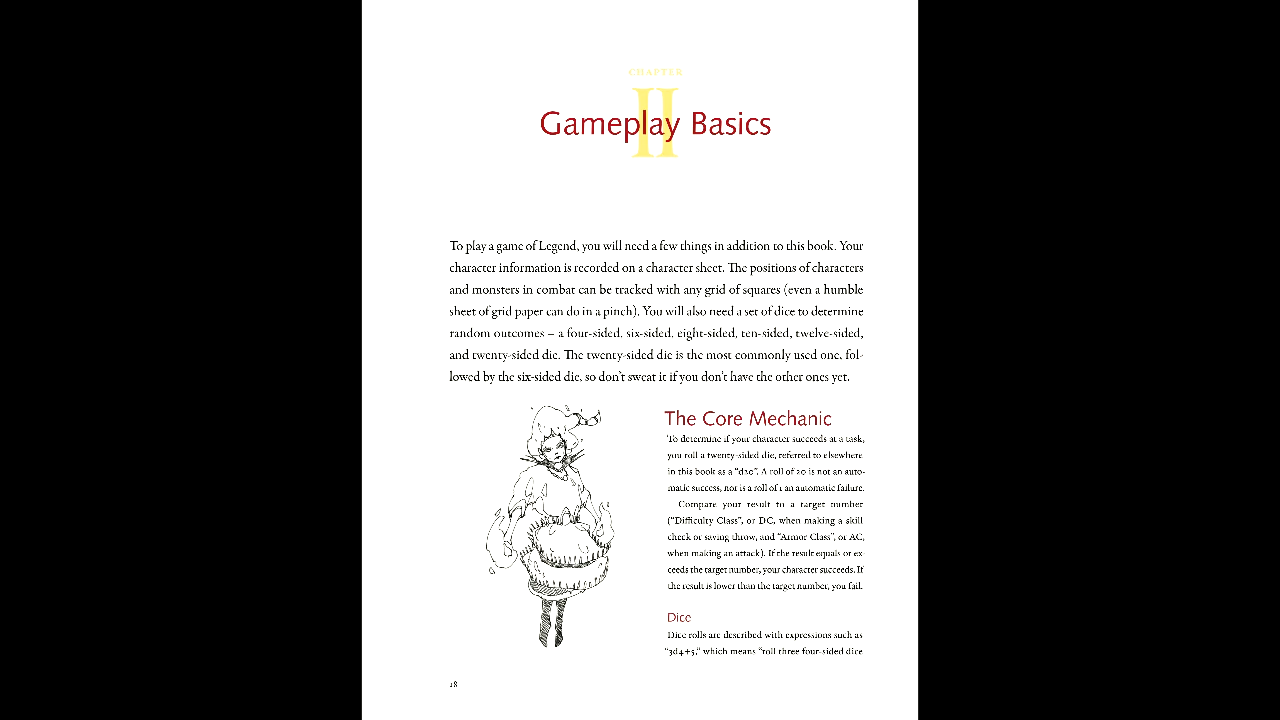 CHAPTER
II
Gameplay Basics
To play a game of Legend, you will need a few things in addition to this book. Your
character information is recorded on a character sheet. The positions of characters
and monsters in combat can be tracked with any grid of squares (even a humble
sheet of grid paper can do in a pinch). You will also need a set of dice to determine
random outcomes – a four-sided, six-sided, eight-sided, ten-sided, twelve-sided,
and twenty-sided die. The twenty-sided die is the most commonly used one, fol-
lowed by the six-sided die, so don't sweat it if you don't have the other ones yet.
The Core Mechanic
To determine if your character succeeds at a task,
you roll a twenty-sided die, referred to elsewhere
in this book as a “d20”. A roll of 20 is not an auto-
matic success, nor is a roll of 1 an automatic failure.
Compare your result to a target number
(“Difficulty Class”, or DC, when making a skill
check or saving throw, and “Armor Class”, or AC,
when making an attack). If the result equals or ex-
ceeds the target number, your character succeeds. If
the result is lower than the target number, you fail.
Dice
Dice rolls are described with expressions such as
“3d4+5,” which means “roll three four-sided dice
18